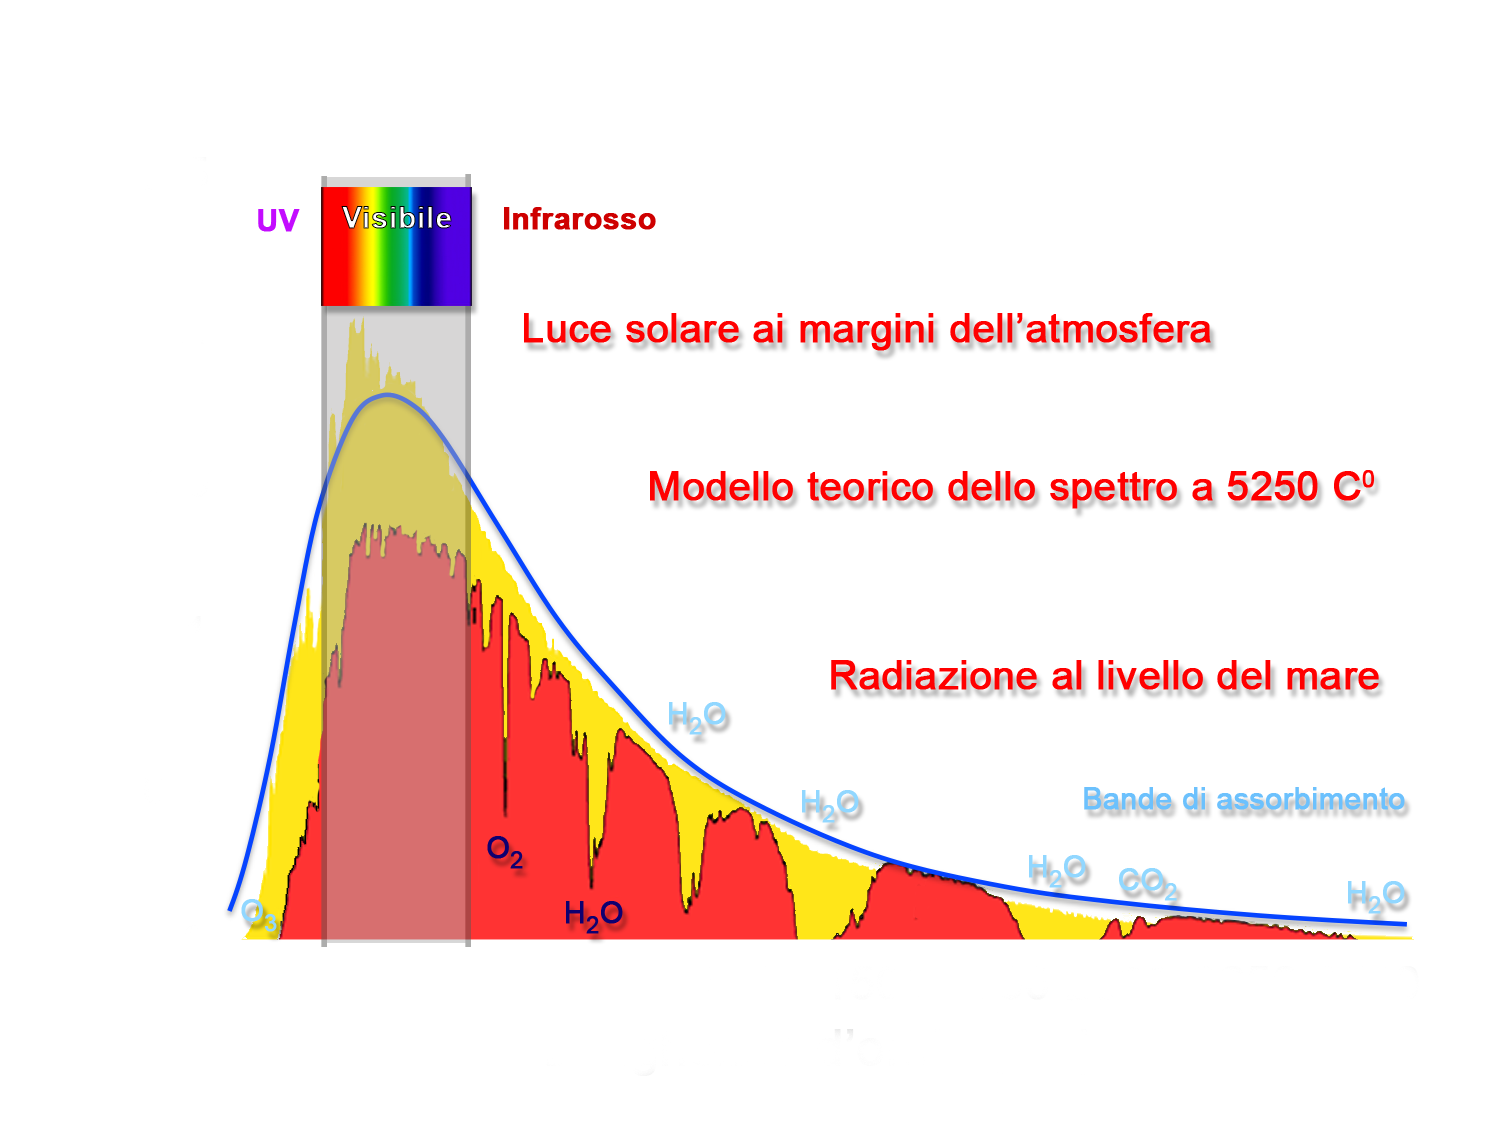 UV
Visibile
Infrarosso
Luce solare ai margini dell’atmosfera
Modello teorico dello spettro a 5250 C⁰
Radiazione al livello del mare
H₂O
H₂O
Bande di assorbimento
O₂
H₂O
CO₂
H₂O
O₃
H₂O